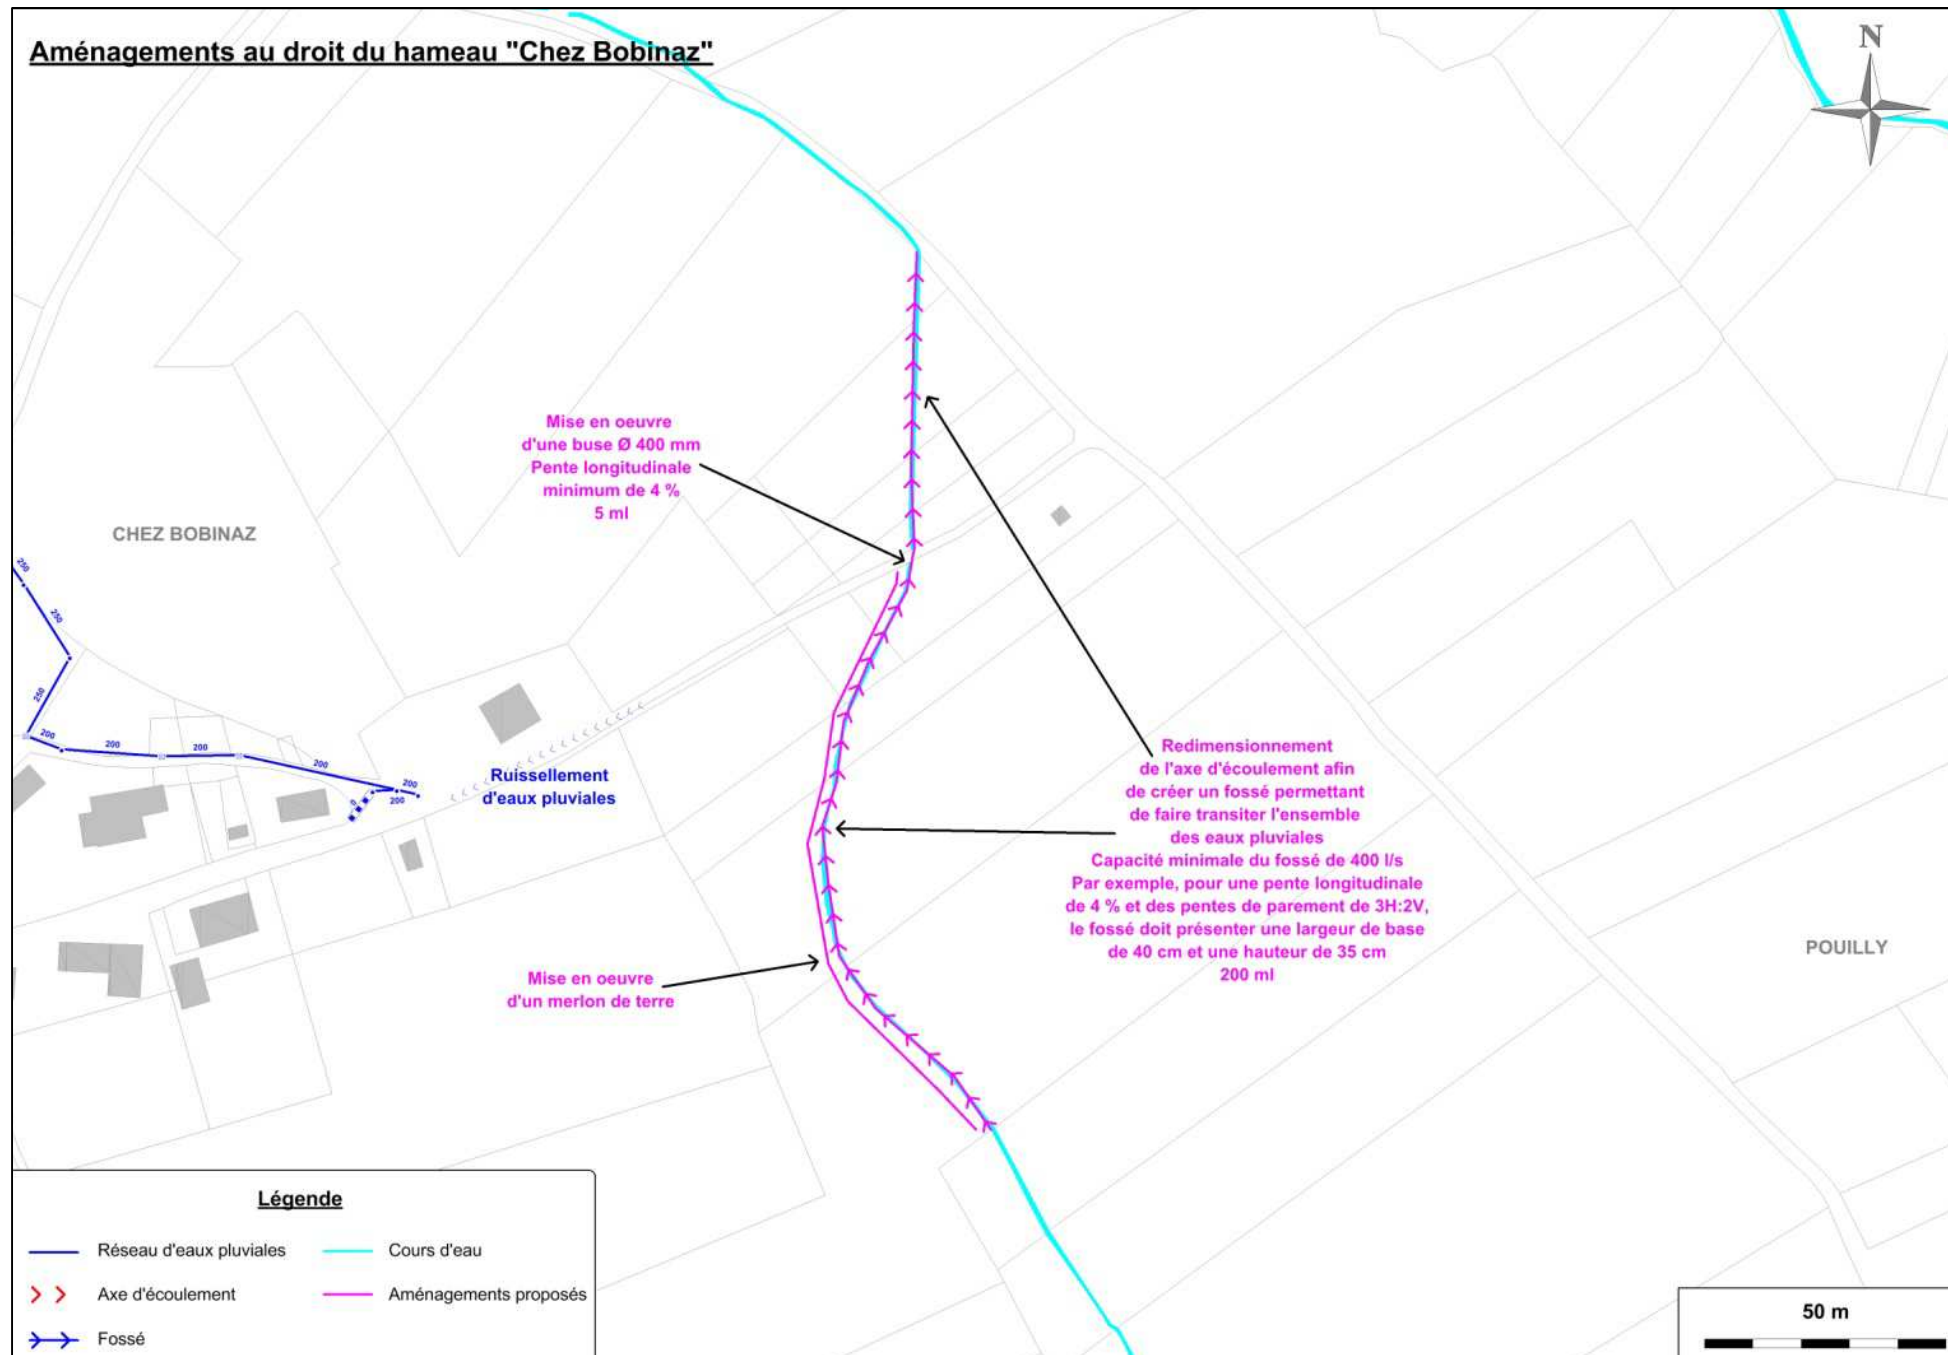 Aménagements au droit du hameau "Chez Bobinaz"
N
Mise en oeuvre
d'une buse Ø 400 mm
Pente longitudinale
minimum de 4 %
5 ml
CHEZ BOBINAZ
250
250
250
200
200
200
200
200
200
0
Ruissellement
d'eaux pluviales
Redimensionnement
de l'axe d'écoulement afin
de créer un fossé permettant
de faire transiter l'ensemble
des eaux pluviales
Capacité minimale du fossé de 400 l/s
Par exemple, pour une pente longitudinale
de 4 % et des pentes de parement de 3H:2V,
le fossé doit présenter une largeur de base
de 40 cm et une hauteur de 35 cm
200 ml
POUILLY
Mise en oeuvre
d'un merlon de terre
Légende
Réseau d'eaux pluviales
Cours d'eau
Axe d'écoulement
Aménagements proposés
Fossé
50 m